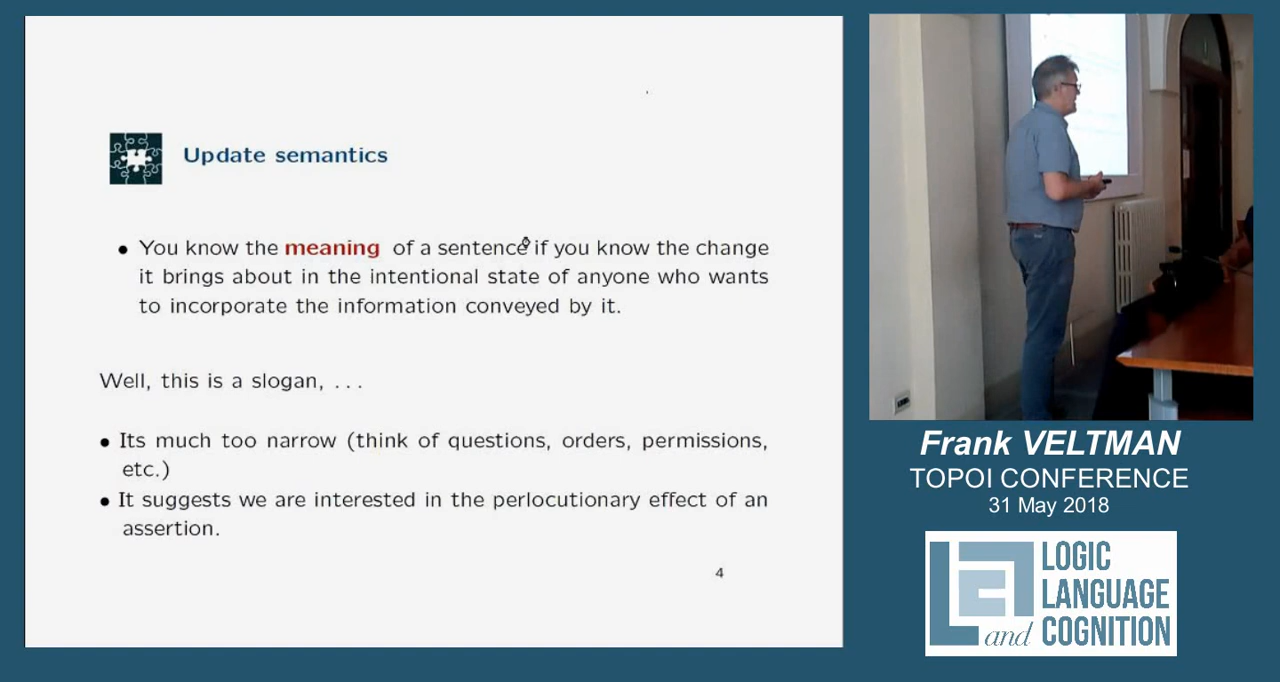 Update semantics
• You know the meaning of a sentence if you know the change
it brings about in the intentional state of anyone who wants
to incorporate the information conveyed by it.
Well, this is a slogan, ...
• Its much too narrow (think of questions, orders, permissions,
etc.)
• It suggests we are interested in the perlocutionary effect of an
assertion.
4
Frank VELTMAN
TOPOI CONFERENCE
31 May 2018
LOGIC
LANGUAGE
and COGNITION